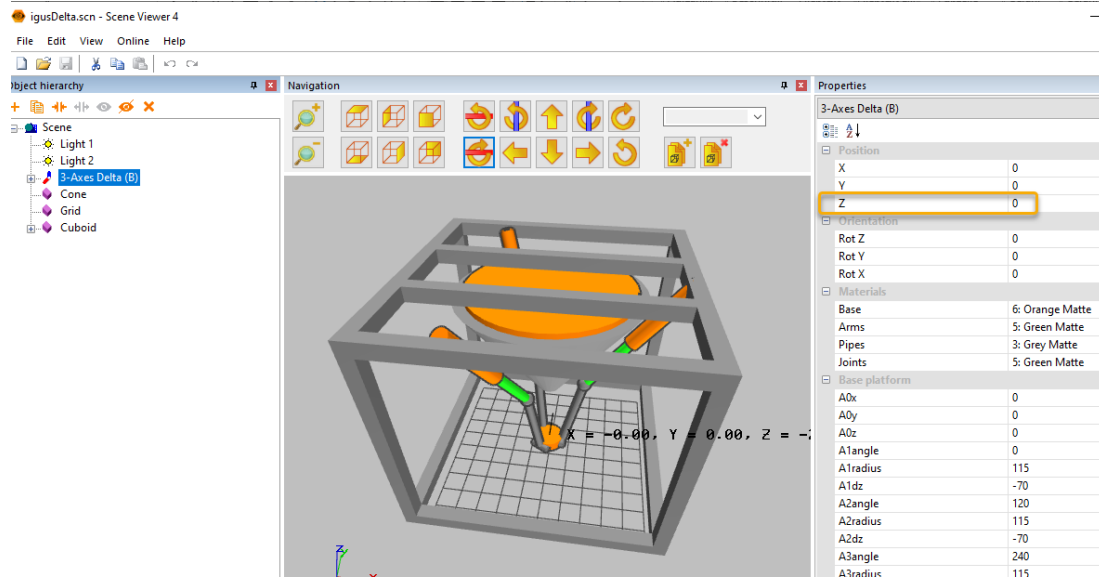 igusDelta.scn - Scene Viewer 4
File Edit View Online Help
Object hierarchy
Navigation
Properties
Scene
Light 1
Light 2
3-Axes Delta (B)
Cone
Grid
Cuboid
X = -0.00, Y = 0.00, Z = -
Z
3-Axes Delta (B)
Position
X 0
Y 0
Z 0
Orientation
Rot Z 0
Rot Y 0
Rot X 0
Materials
Base 6: Orange Matte
Arms 5: Green Matte
Pipes 3: Grey Matte
Joints 5: Green Matte
Base platform
A0x 0
A0y 0
A0z 0
A1angle 0
A1radius 115
A1dz -70
A2angle 120
A2radius 115
A2dz -70
A3angle 240
A3radius 115